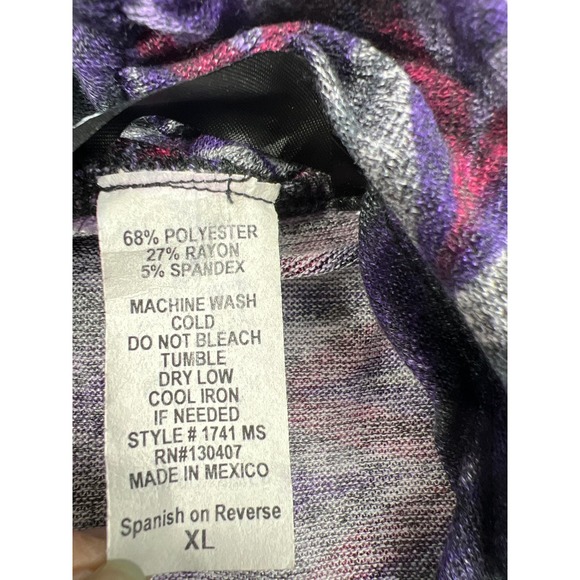 68% POLYESTER
27% RAYON
5% SPANDEX
MACHINE WASH
COLD
DO NOT BLEACH
TUMBLE
DRY LOW
COOL IRON
IF NEEDED
STYLE # 1741 MS
RN#130407
MADE IN MEXICO
Spanish on Reverse
XL